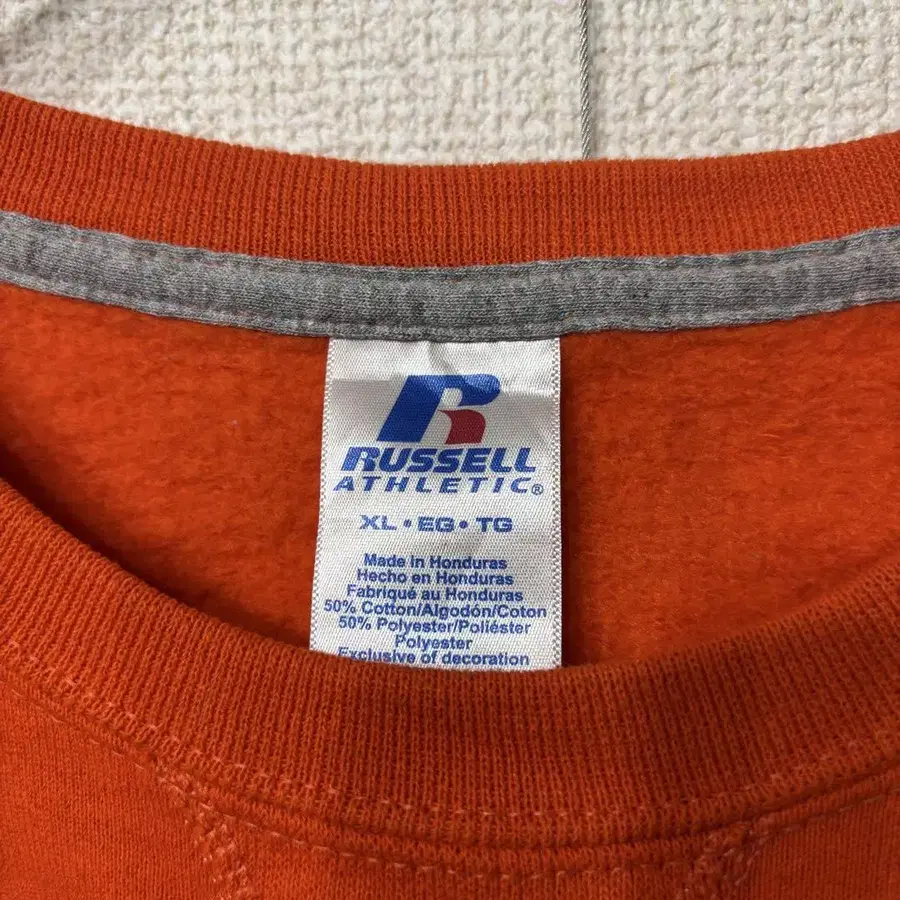 RUSSELL
ATHLETIC®
XL • EG • TG
Made in Honduras
Hecho en Honduras
Fabriqué au Honduras
50% Cotton/Algodón/Coton
50% Polyester/Poliéster
Polyester
Exclusive of decoration